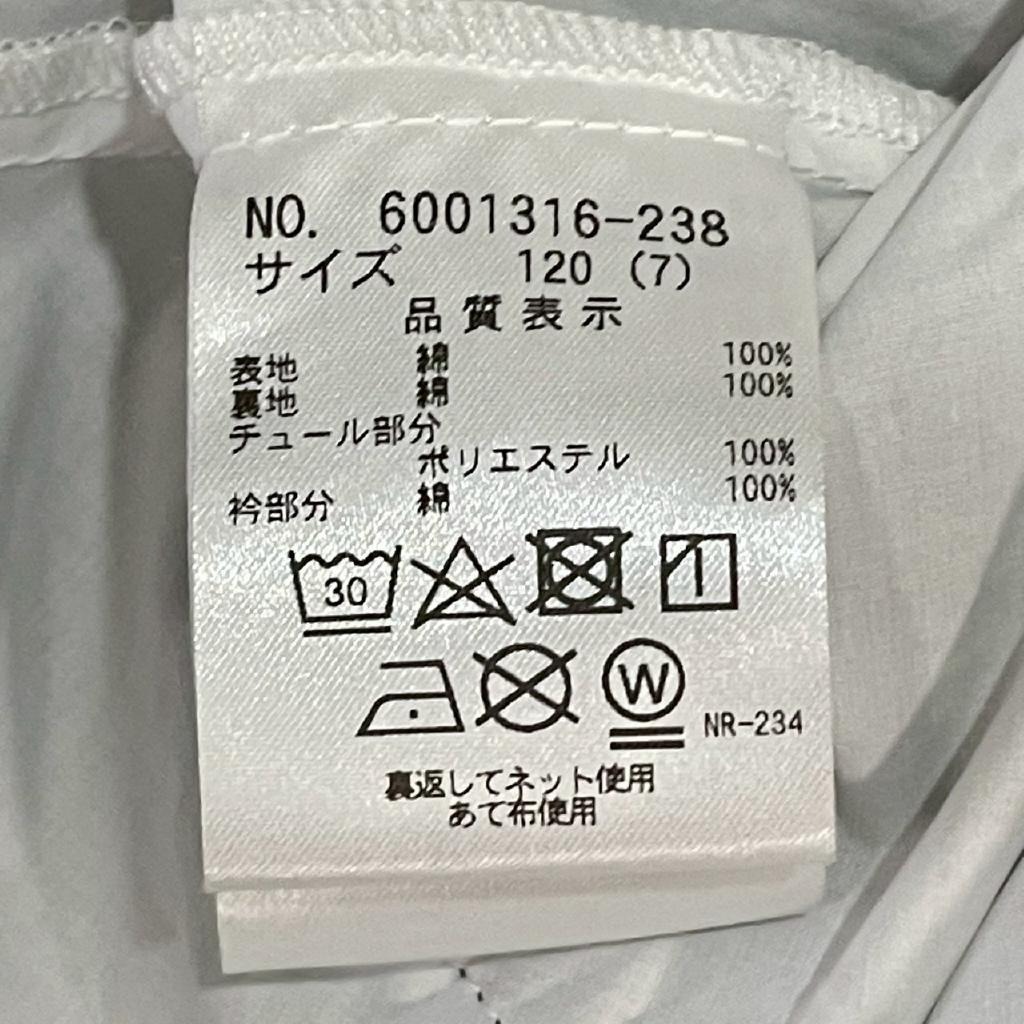 NO. 6001316-238
サイズ 120 (7)
品質表示
表地 綿 100%
裏地 綿 100%
チュール部分
ポリエステル 100%
衿部分 綿 100%
30
W NR-234
裏返してネット使用
あて布使用